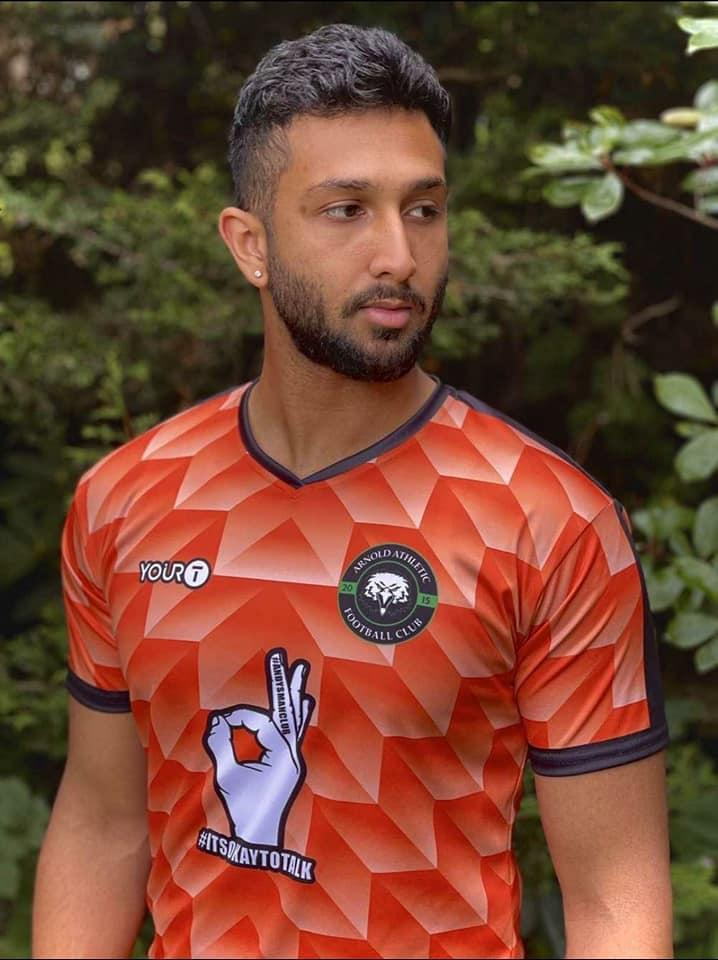 YOUR T
ARNOLD ATHLETIC
20 15
FOOTBALL CLUB
#ANDYSMANCLUB
#ITSOKAYTOTALK